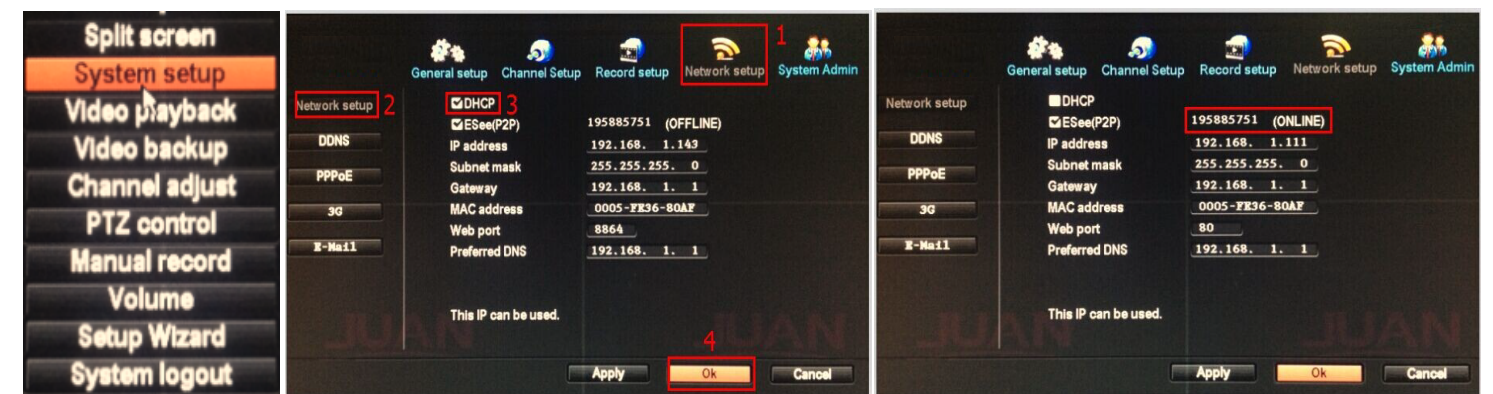 Split screen
System setup
Video playback
Video backup
Channel adjust
PTZ control
Manual record
Volume
Setup Wizard
System logout
General setup Channel Setup Record setup Network setup 1 System Admin
Network setup 2 DHCP 3
ESee(P2P) 195885751 (OFFLINE)
DDNS IP address 192.168. 1.143
Subnet mask 255.255.255. 0
PPPoE
Gateway 192.168. 1. 1
3G MAC address 0005-FE36-80AF
Web port 8864
E-Mail Preferred DNS 192.168. 1. 1
This IP can be used.
JUAN JUAN
4
Apply Ok Cancel
General setup Channel Setup Record setup Network setup System Admin
Network setup DHCP
ESee(P2P) 195885751 (ONLINE)
DDNS IP address 192.168. 1.111
Subnet mask 255.255.255. 0
PPPoE
Gateway 192.168. 1. 1
3G MAC address 0005-FE36-80AF
Web port 80
E-Mail Preferred DNS 192.168. 1. 1
This IP can be used.
JUAN JUAN
Apply Ok Cancel